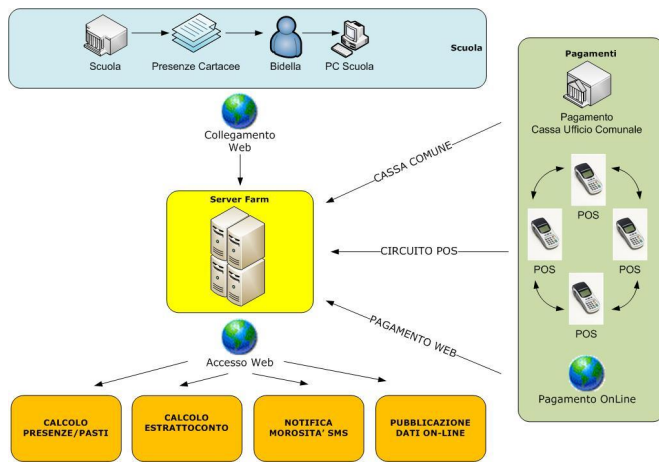 Scuola
Scuola
Presenze Cartacee
Bidella
PC Scuola
Collegamento
Web
Server Farm
Accesso Web
CALCOLO
PRESENZE/PASTI
CALCOLO
ESTRATTOCONTO
NOTIFICA
MOROSITA' SMS
PUBBLICAZIONE
DATI ON-LINE
CASSA COMUNE
CIRCUITO POS
PAGAMENTO WEB
Pagamenti
Pagamento
Cassa Ufficio Comunale
POS
POS
POS
POS
Pagamento OnLine